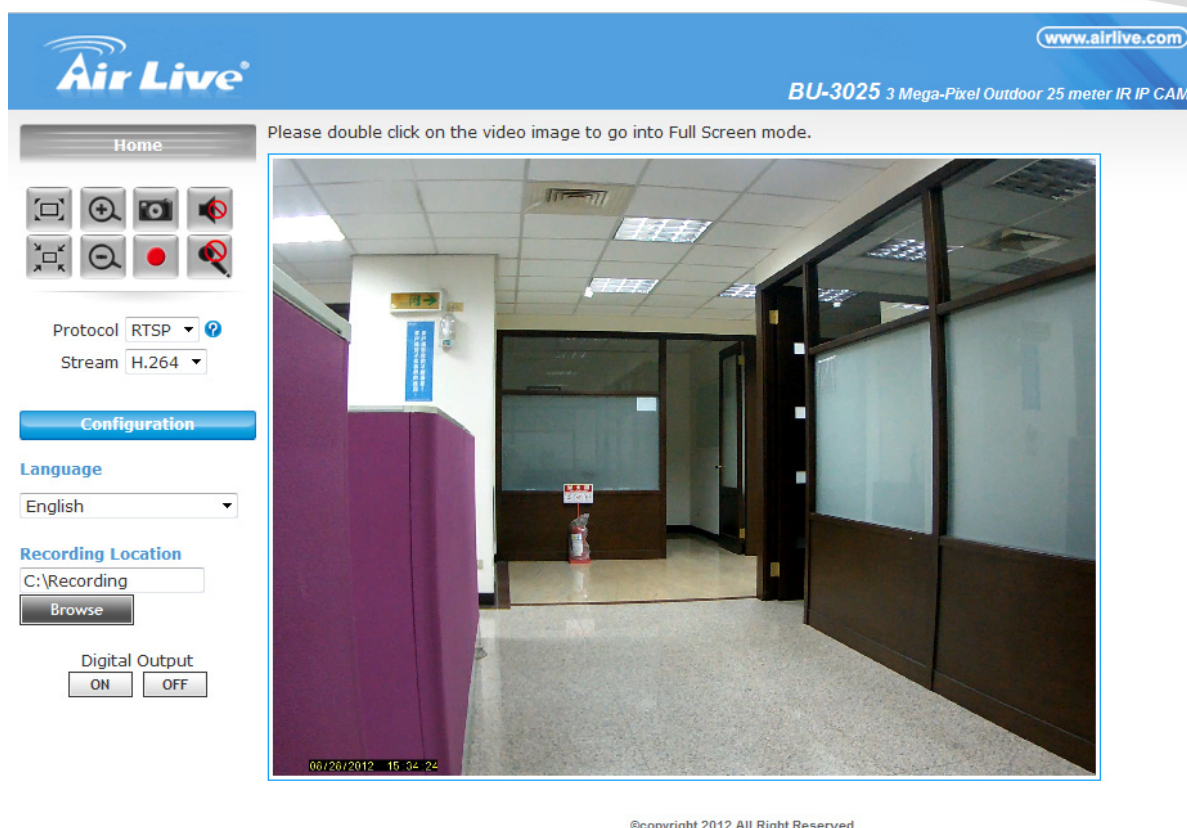 www.airlive.com
Air Live®
BU-3025 3 Mega-Pixel Outdoor 25 meter IR IP CAM
Home
Please double click on the video image to go into Full Screen mode.
Protocol RTSP
Stream H.264
Configuration
Language
English
Recording Location
C:\Recording
Browse
Digital Output
ON OFF
06/28/2012 15:34:24
©copyright 2012 All Right Reserved